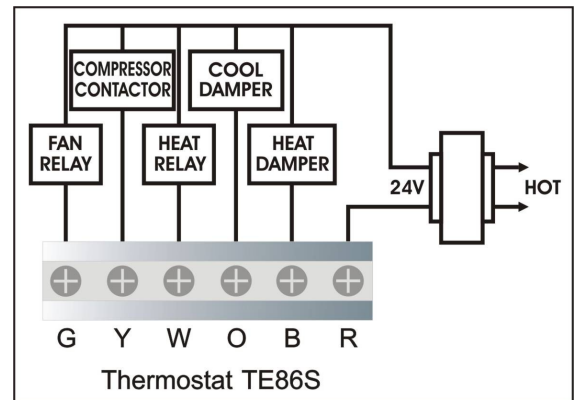 COMPRESSOR
CONTACTOR
COOL
DAMPER
FAN
RELAY
HEAT
RELAY
HEAT
DAMPER
24V
HOT
G Y W O B R
Thermostat TE86S